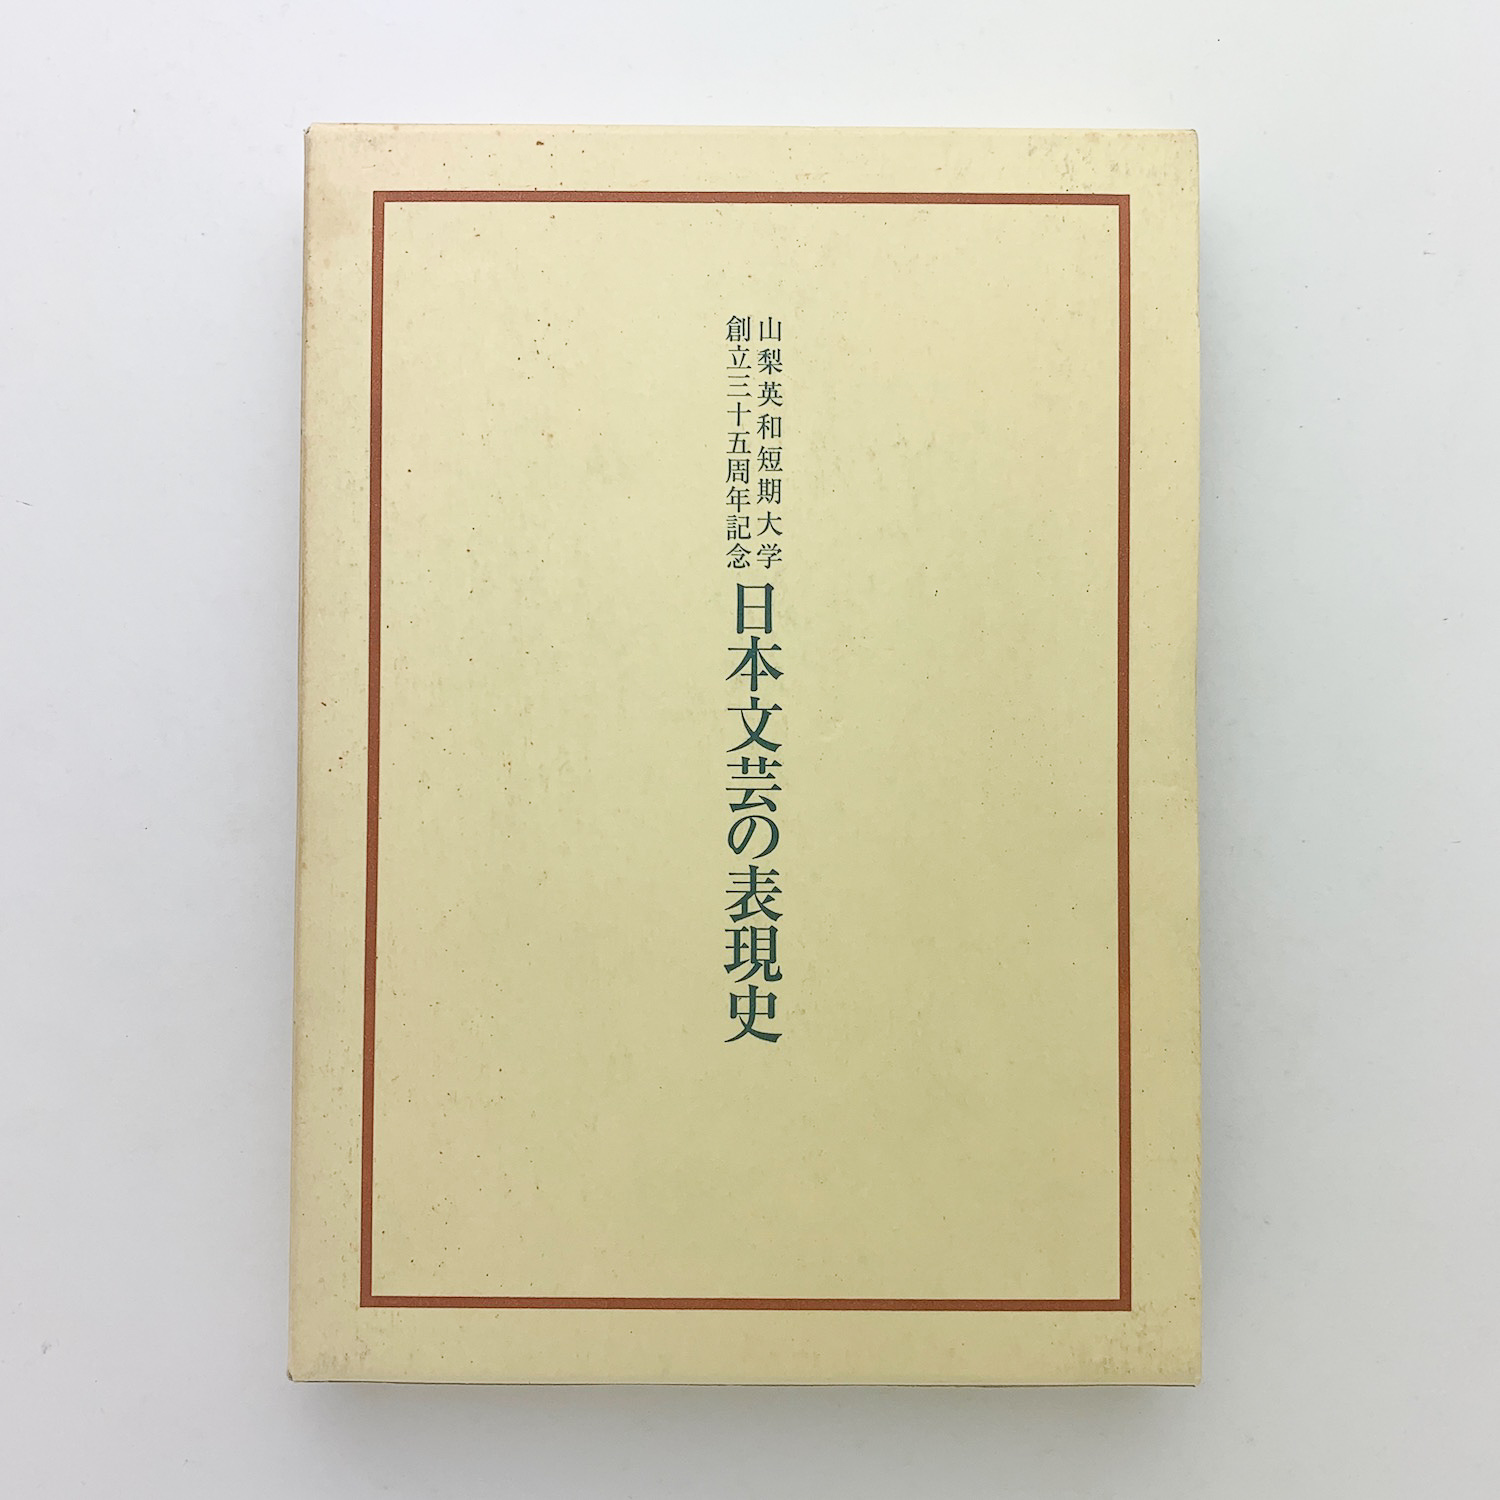 山梨英和短期大学
創立三十五周年記念
日本文芸の表現史